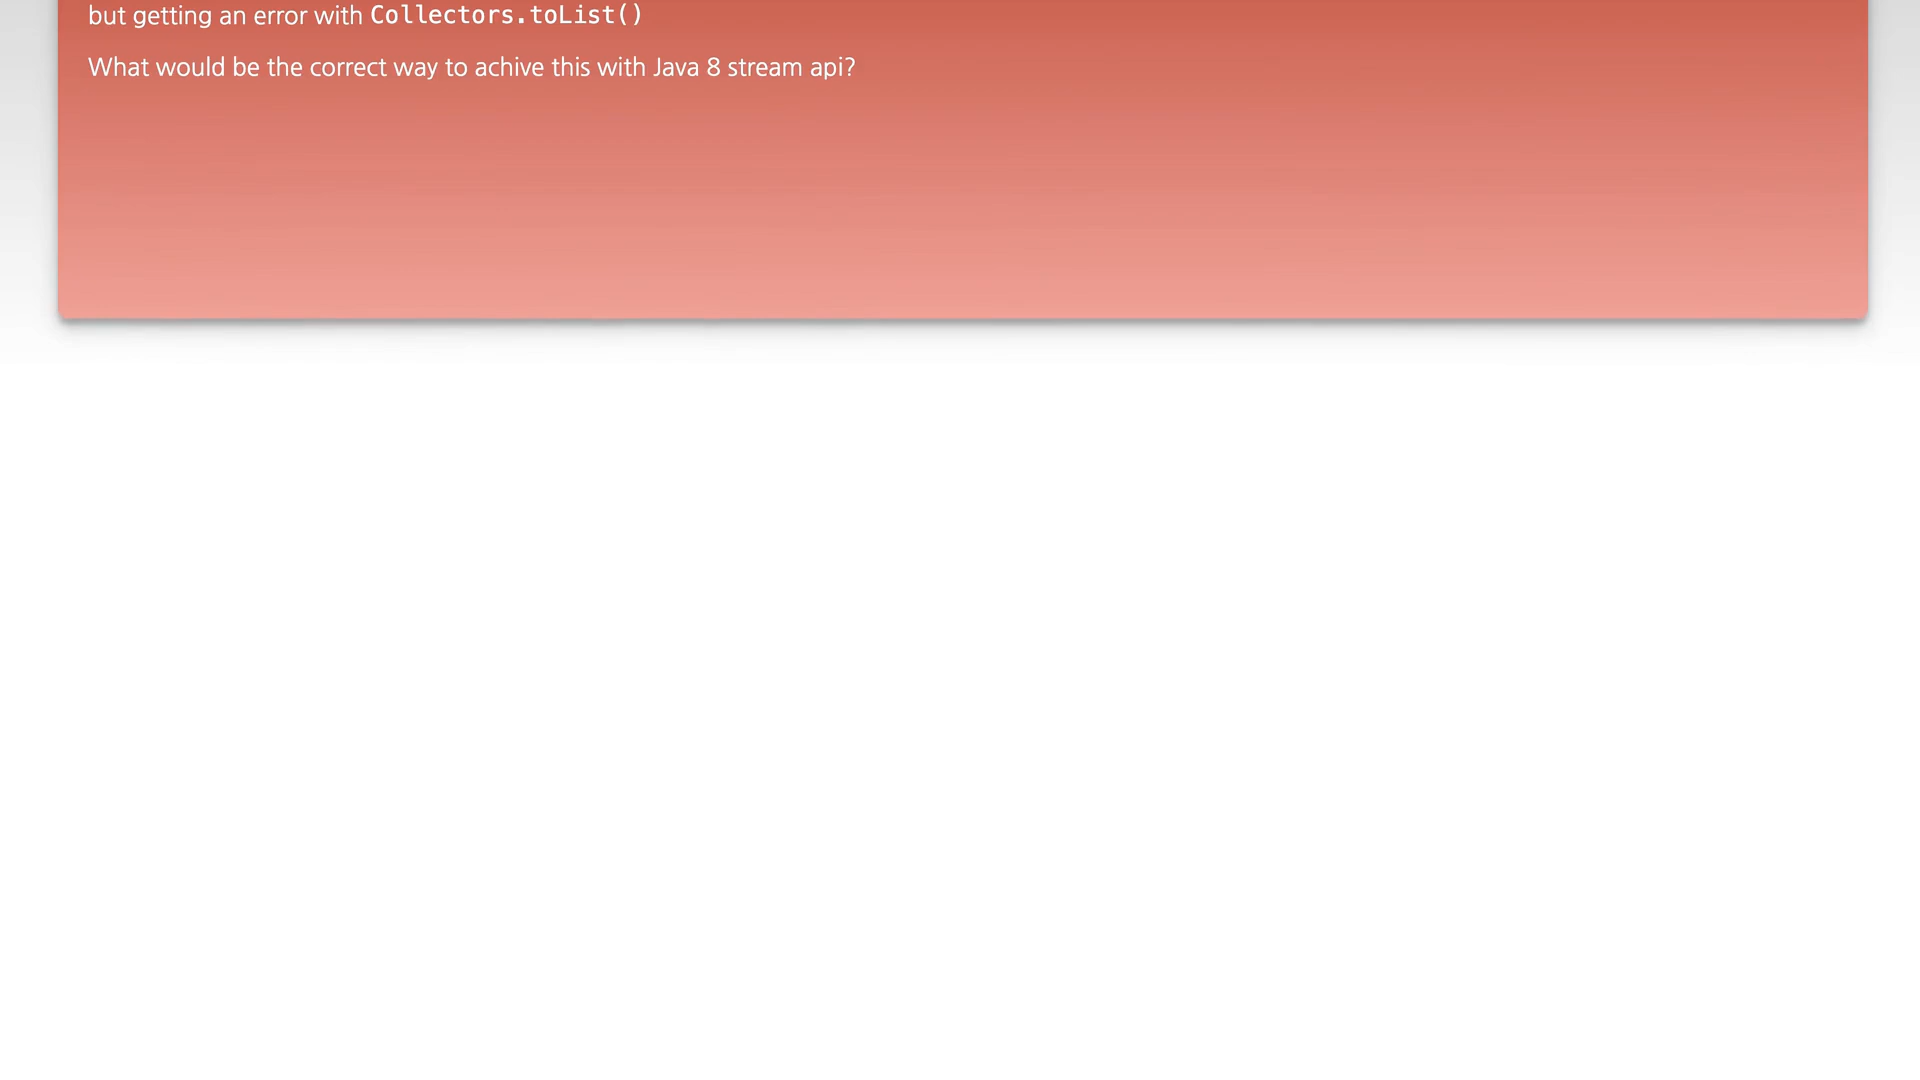 but getting an error with Collectors.toList()
What would be the correct way to achive this with Java 8 stream api?